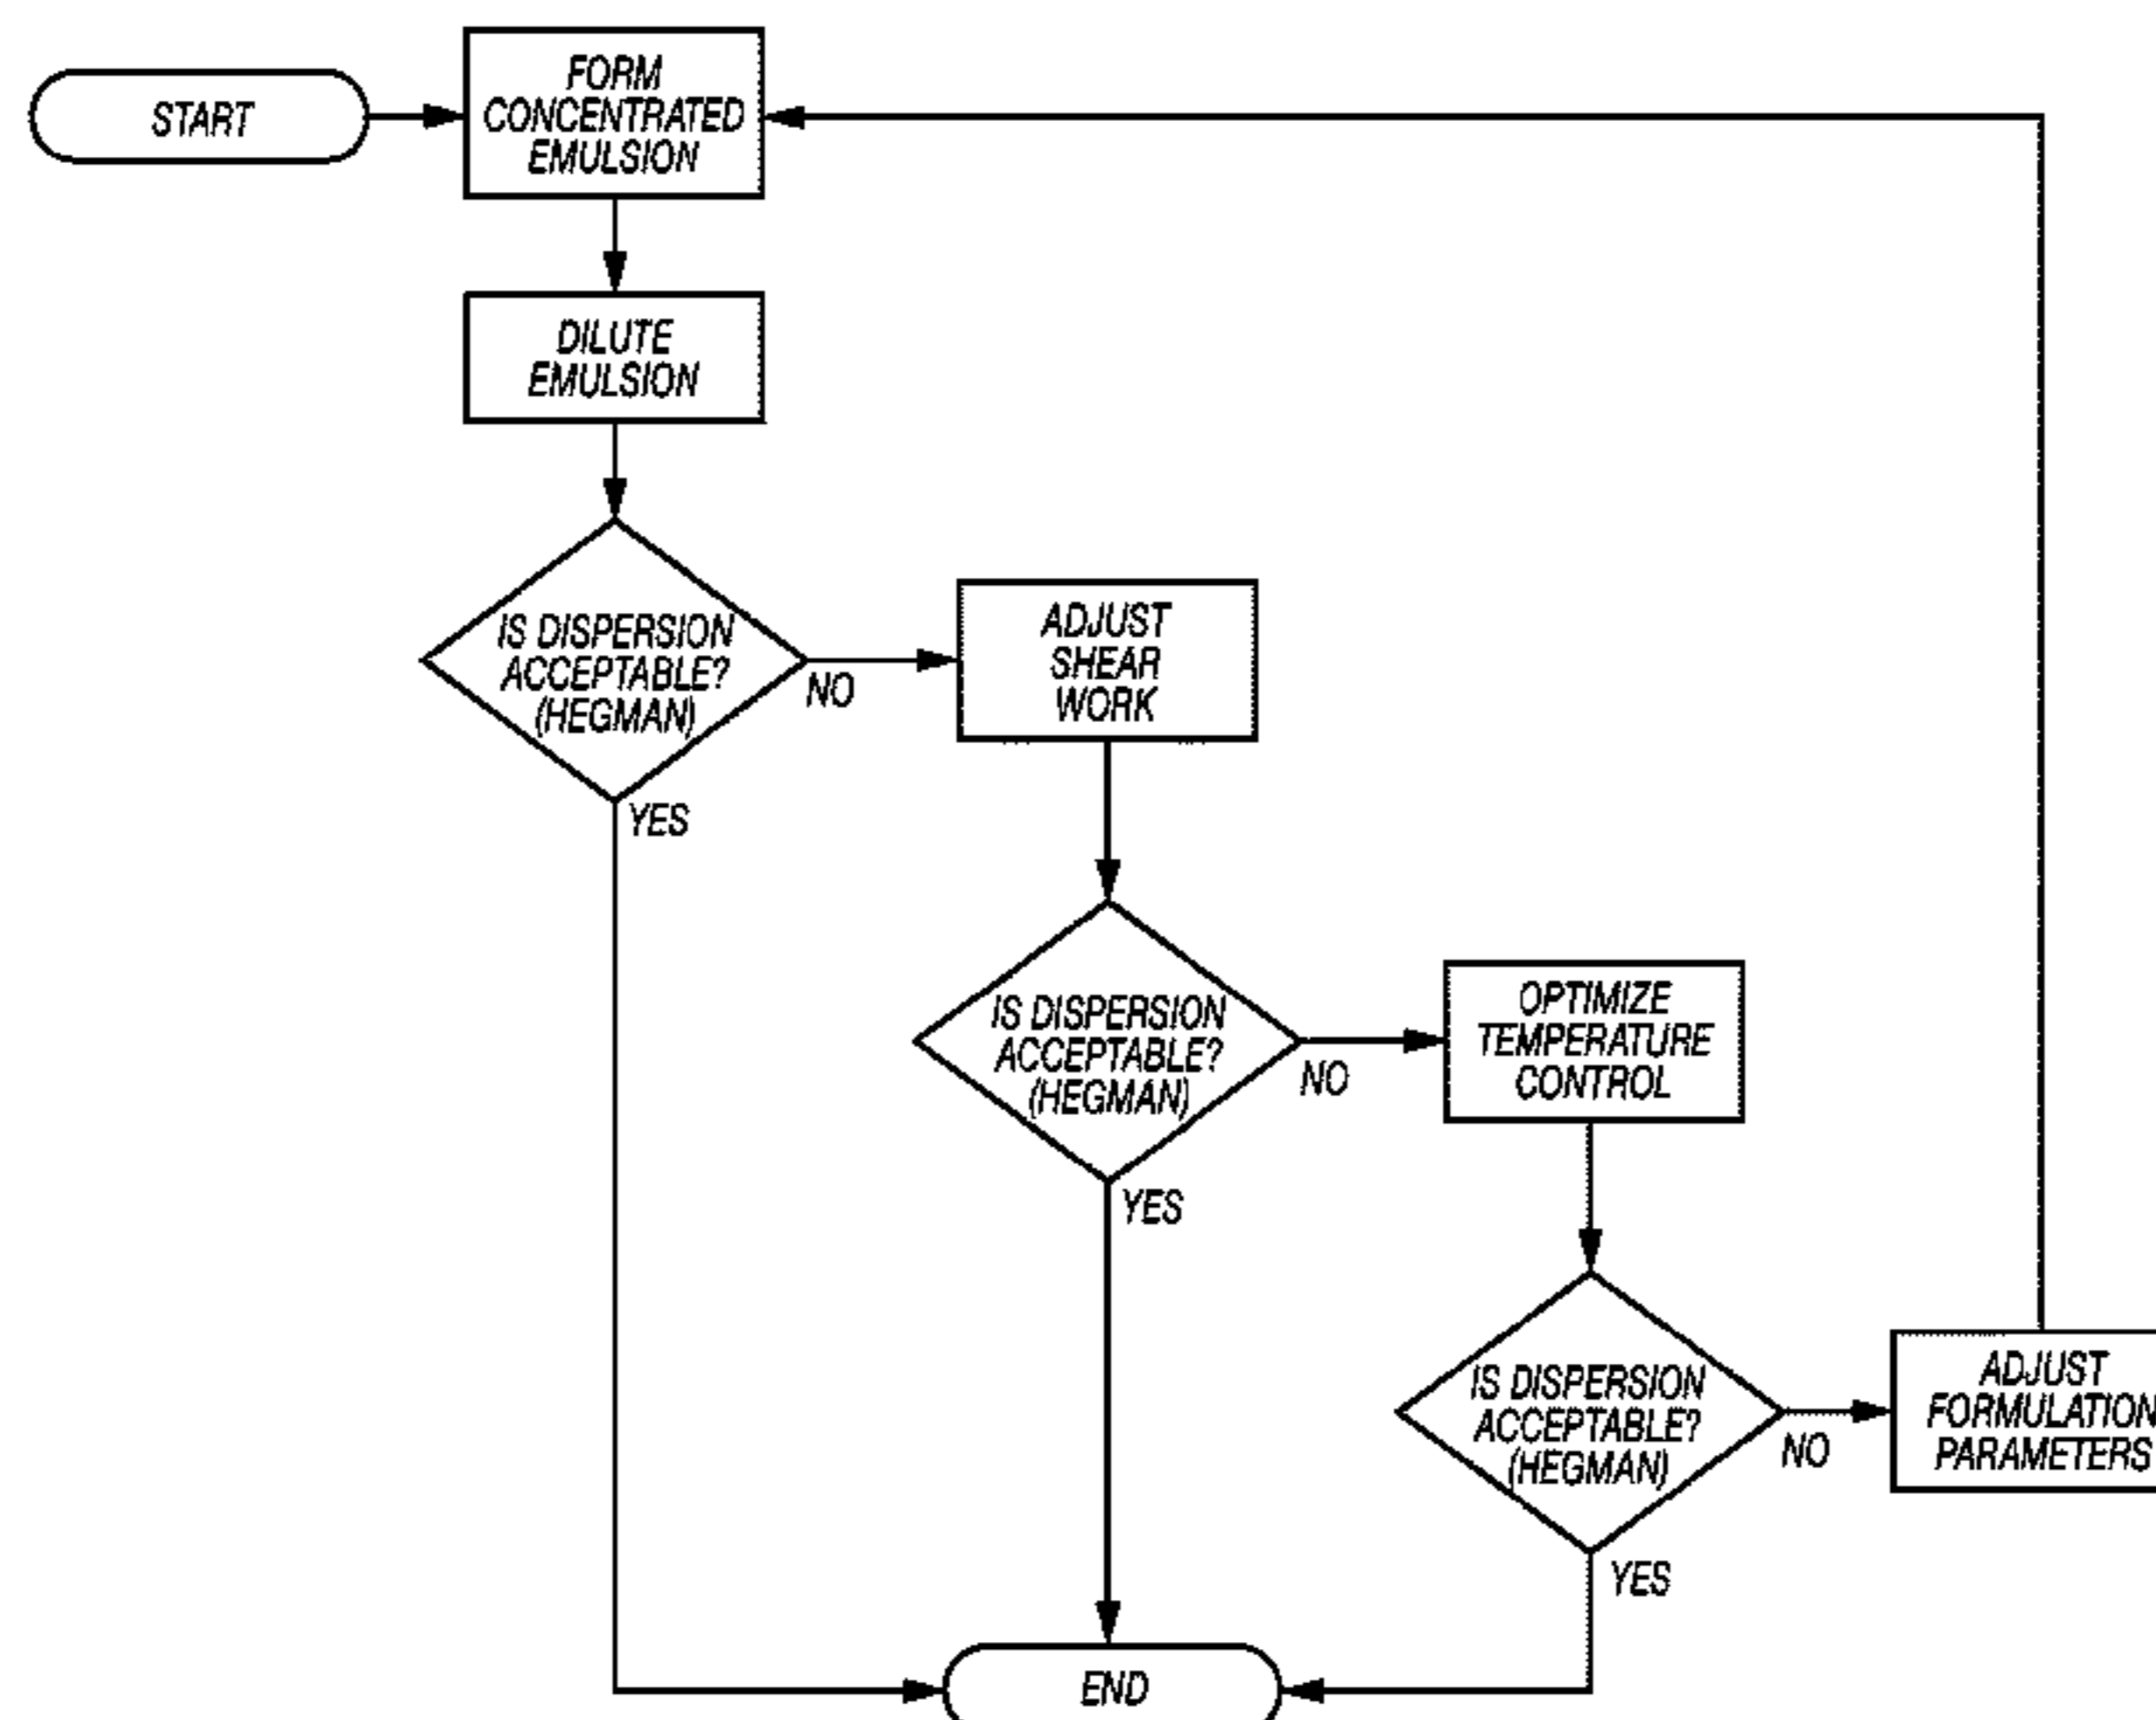 START
FORM
CONCENTRATED
EMULSION
DILUTE
EMULSION
IS DISPERSION
ACCEPTABLE?
(HEGMAN)
NO
YES
ADJUST
SHEAR
WORK
IS DISPERSION
ACCEPTABLE?
(HEGMAN)
NO
YES
OPTIMIZE
TEMPERATURE
CONTROL
IS DISPERSION
ACCEPTABLE?
(HEGMAN)
NO
YES
ADJUST
FORMULATION
PARAMETERS
END